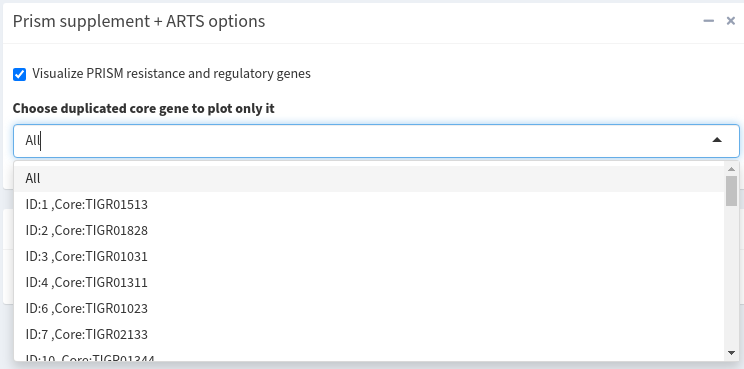 Prism supplement + ARTS options
Visualize PRISM resistance and regulatory genes
Choose duplicated core gene to plot only it
All
All
ID:1 ,Core:TIGR01513
ID:2 ,Core:TIGR01828
ID:3 ,Core:TIGR01031
ID:4 ,Core:TIGR01311
ID:6 ,Core:TIGR01023
ID:7 ,Core:TIGR02133
ID:10 ,Core:TIGR01344